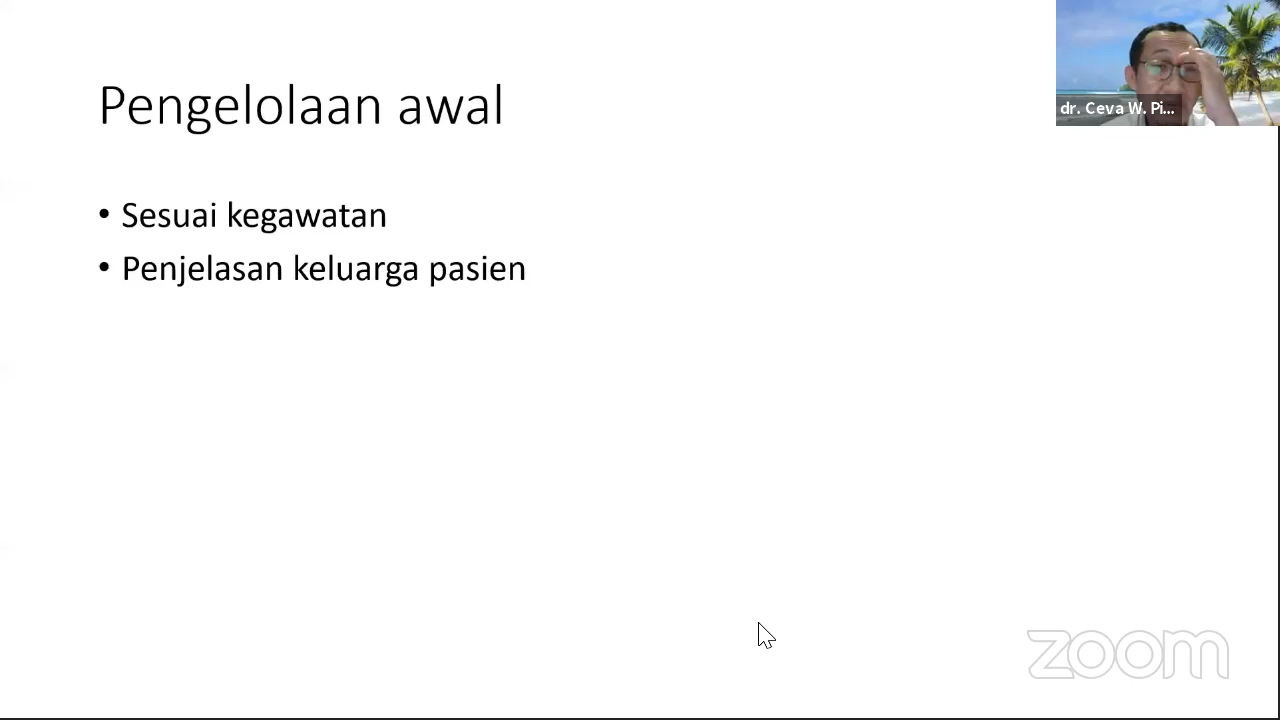 Pengelolaan awal
dr. Ceva W. Pi...
• Sesuai kegawatan
• Penjelasan keluarga pasien
zoom